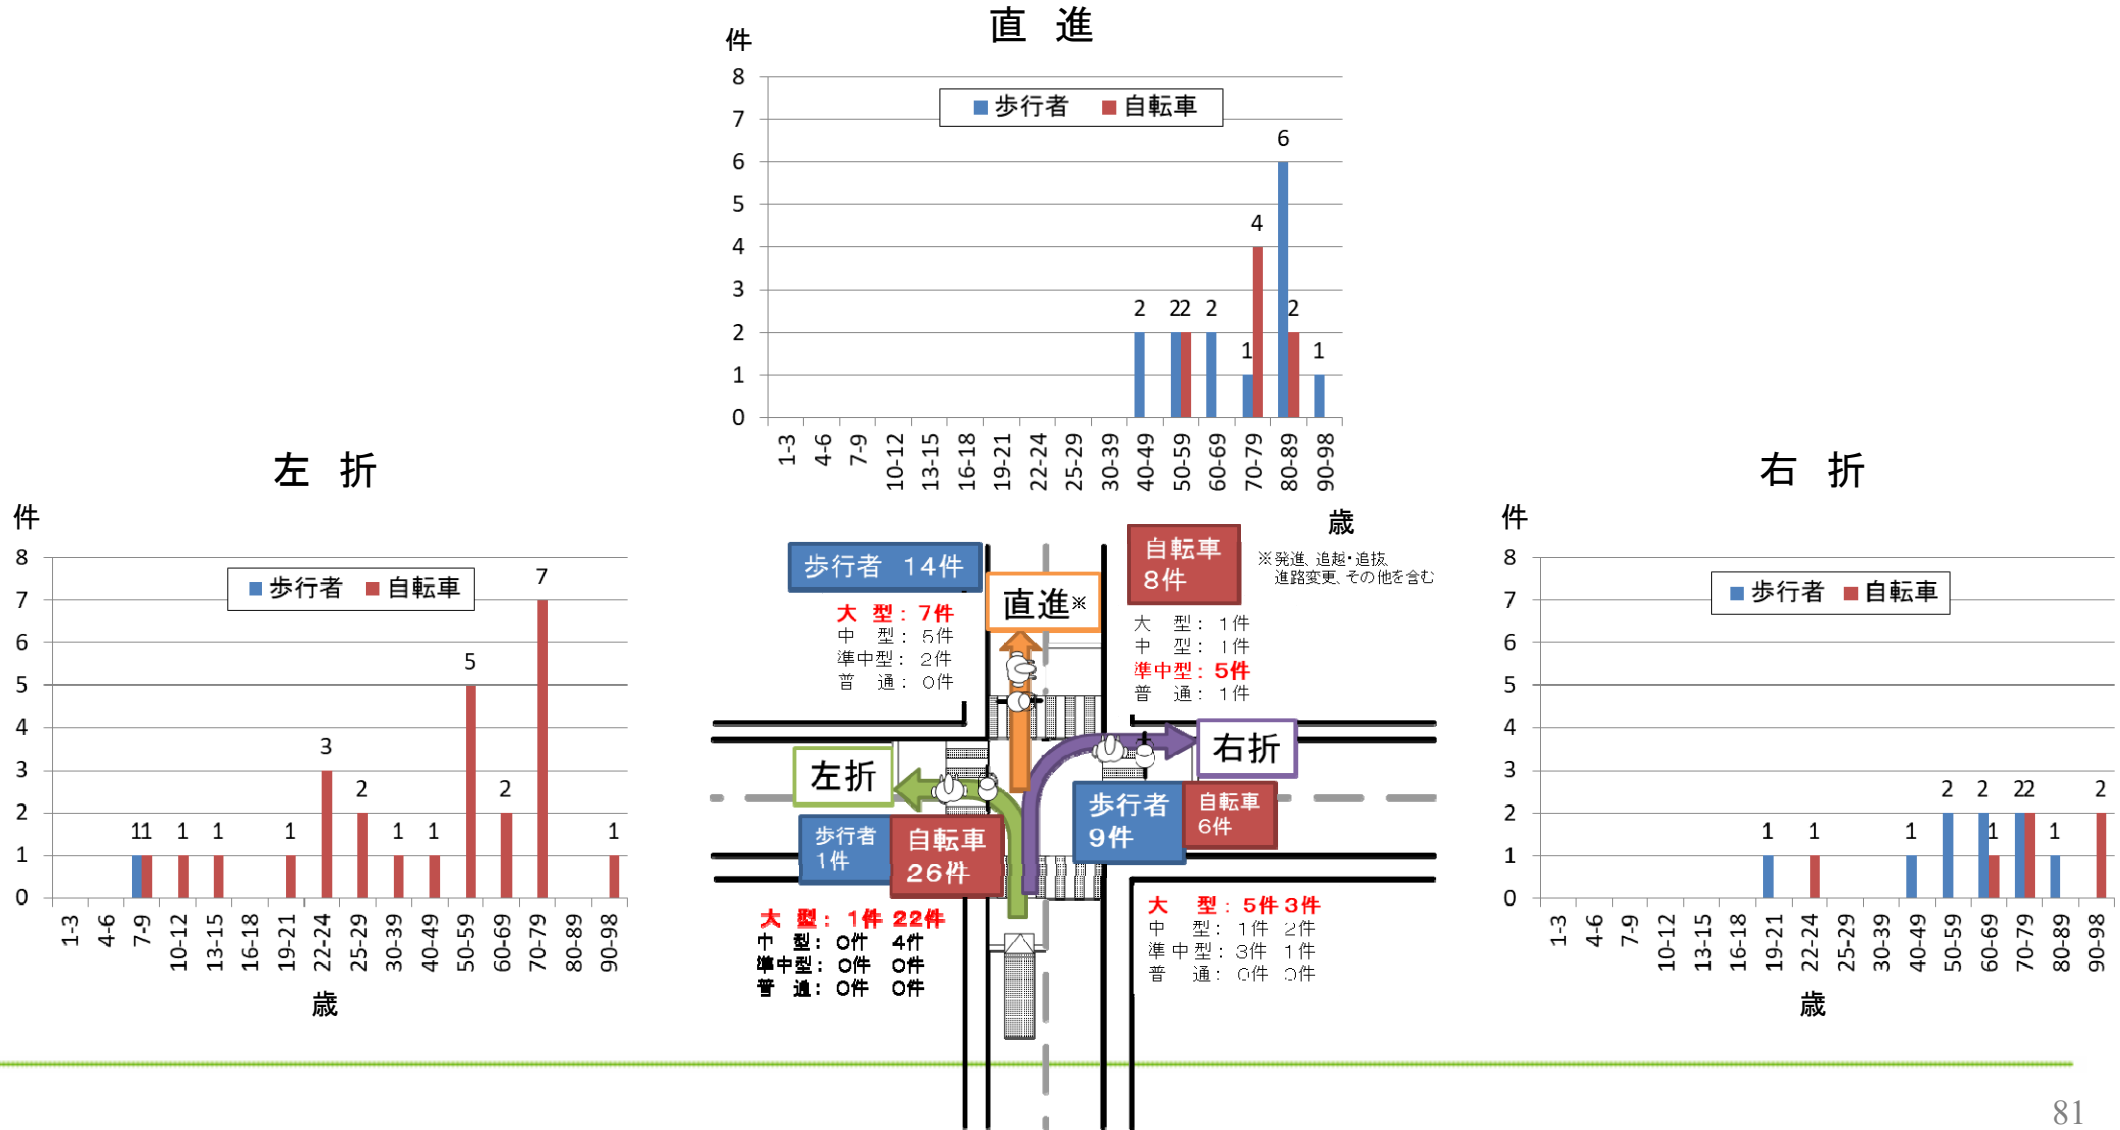 直 進
件
8
7
6
5
4
3
2
1
0
歩行者 自転車
2 22 2 1 4 6 2 1
1-3 4-6 7-9 10-12 13-15 16-18 19-21 22-24 25-29 30-39 40-49 50-59 60-69 70-79 80-89 90-98
歳
※発進、追越・追抜、
進路変更、その他を含む
左 折
件
8
7
6
5
4
3
2
1
0
歩行者 自転車
11 1 1 1 3 2 1 1 5 2 7 1
1-3 4-6 7-9 10-12 13-15 16-18 19-21 22-24 25-29 30-39 40-49 50-59 60-69 70-79 80-89 90-98
歳
歩行者 14件
大 型：7件
中 型：5件
準中型：2件
普 通：0件
直進※
自転車
8件
大 型：1件
中 型：1件
準中型：5件
普 通：1件
左折
歩行者
1件
自転車
26件
大 型：1件 22件
中 型：0件 4件
準中型：0件 0件
普 通：0件 0件
右折
歩行者
9件
自転車
6件
大 型：5件 3件
中 型：1件 2件
準中型：3件 1件
普 通：0件 0件
右 折
件
8
7
6
5
4
3
2
1
0
歩行者 自転車
1 1 1 2 2 1 22 1 2
1-3 4-6 7-9 10-12 13-15 16-18 19-21 22-24 25-29 30-39 40-49 50-59 60-69 70-79 80-89 90-98
歳
81